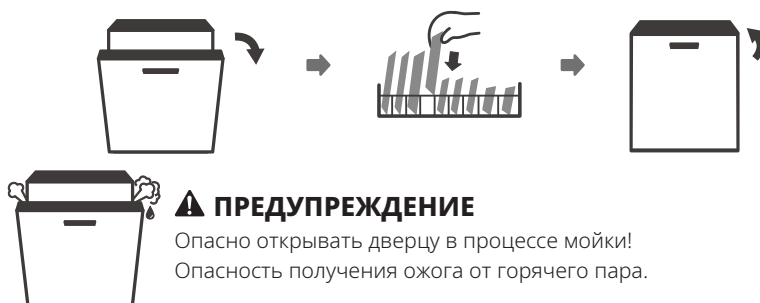 ПРЕДУПРЕЖДЕНИЕ
Опасно открывать дверцу в процессе мойки!
Опасность получения ожога от горячего пара.